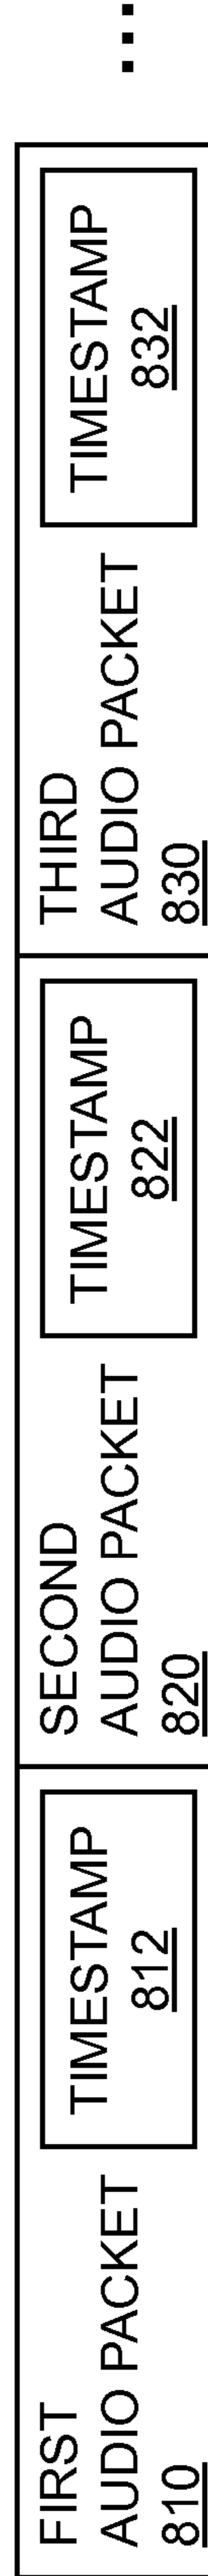 FIRST
AUDIO PACKET
810
TIMESTAMP
812
SECOND
AUDIO PACKET
820
TIMESTAMP
822
THIRD
AUDIO PACKET
830
TIMESTAMP
832
...